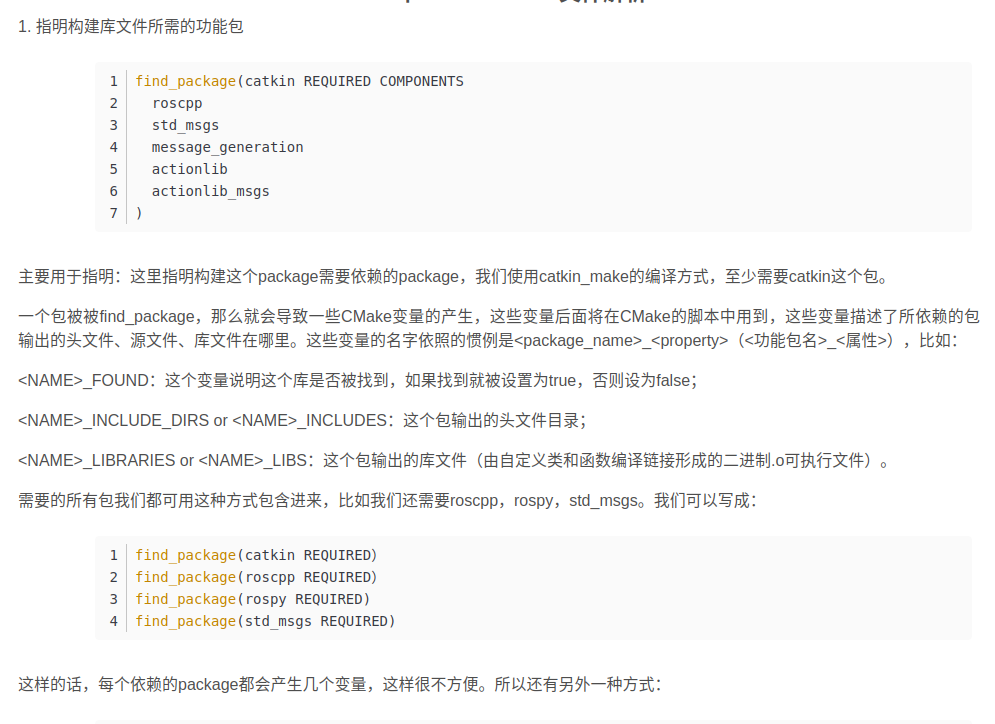 1. 指明构建库文件所需的功能包
1 find_package(catkin REQUIRED COMPONENTS
2   roscpp
3   std_msgs
4   message_generation
5   actionlib
6   actionlib_msgs
7 )
主要用于指明：这里指明构建这个package需要依赖的package，我们使用catkin_make的编译方式，至少需要catkin这个包。
一个包被被find_package，那么就会导致一些CMake变量的产生，这些变量后面将在CMake的脚本中用到，这些变量描述了所依赖的包
输出的头文件、源文件、库文件在哪里。这些变量的名字依照的惯例是<package_name>_<property>（<功能包名>_<属性>），比如：
<NAME>_FOUND：这个变量说明这个库是否被找到，如果找到就被设置为true，否则设为false；
<NAME>_INCLUDE_DIRS or <NAME>_INCLUDES：这个包输出的头文件目录；
<NAME>_LIBRARIES or <NAME>_LIBS：这个包输出的库文件（由自定义类和函数编译链接形成的二进制.o可执行文件）。
需要的所有包我们都可用这种方式包含进来，比如我们还需要roscpp，rospy，std_msgs。我们可以写成：
1 find_package(catkin REQUIRED）
2 find_package(roscpp REQUIRED）
3 find_package(rospy REQUIRED)
4 find_package(std_msgs REQUIRED)
这样的话，每个依赖的package都会产生几个变量，这样很不方便。所以还有另外一种方式：